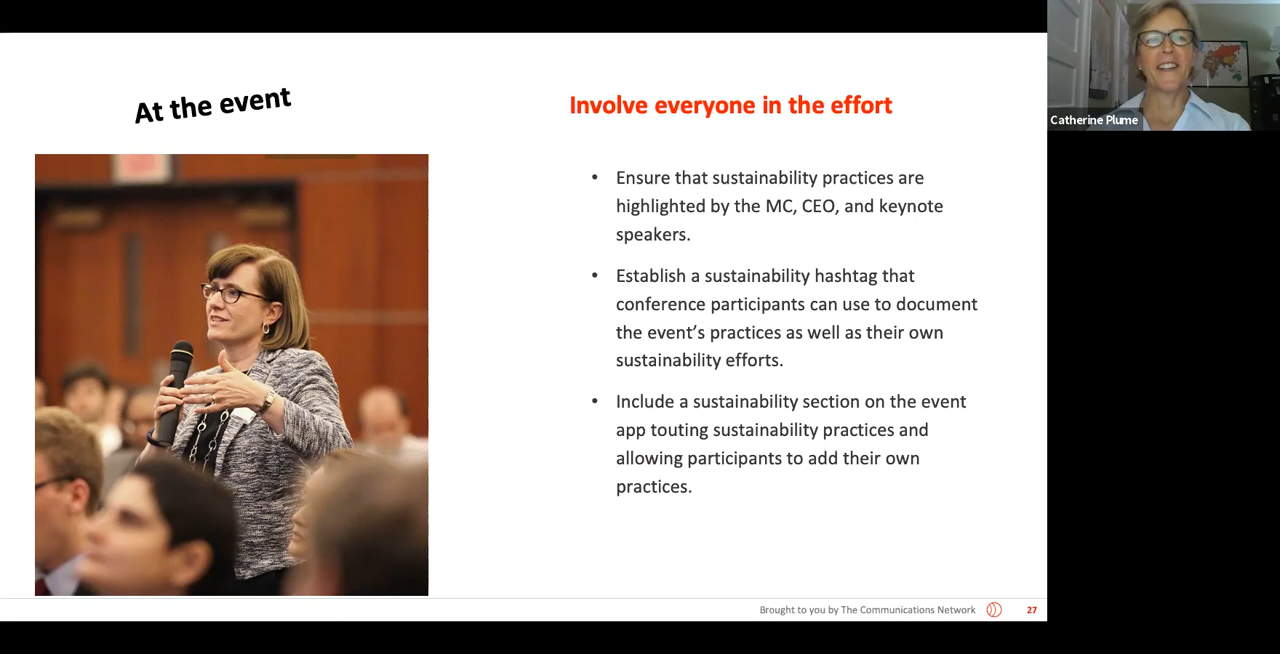 At the event
Involve everyone in the effort
• Ensure that sustainability practices are
highlighted by the MC, CEO, and keynote
speakers.
• Establish a sustainability hashtag that
conference participants can use to document
the event's practices as well as their own
sustainability efforts.
• Include a sustainability section on the event
app touting sustainability practices and
allowing participants to add their own
practices.
Brought to you by The Communications Network
27
Catherine Plume